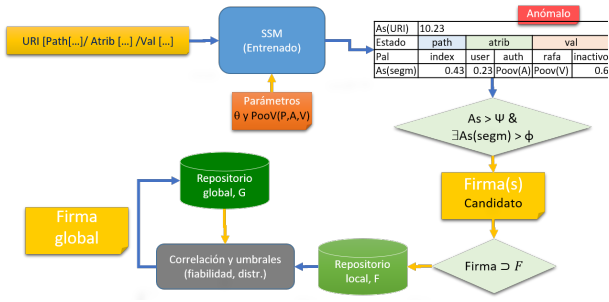 URI [Path[...]/ Atrib [...] /Val [...]
SSM
(Entrenado)
Parámetros
θ y PooV(P,A,V)
Anómalo
As(URI) 10.23
Estado path atrib val
Pal index user auth rafa inactivo
As(segm) 0.43 0.23 Poov(A) Poov(V) 0.6
As > Ψ &
∃As(segm) > ϕ
Firma(s)
Candidato
Firma ⊃ F
Repositorio
local, F
Correlación y umbrales
(fiabilidad, distr.)
Repositorio
global, G
Firma
global